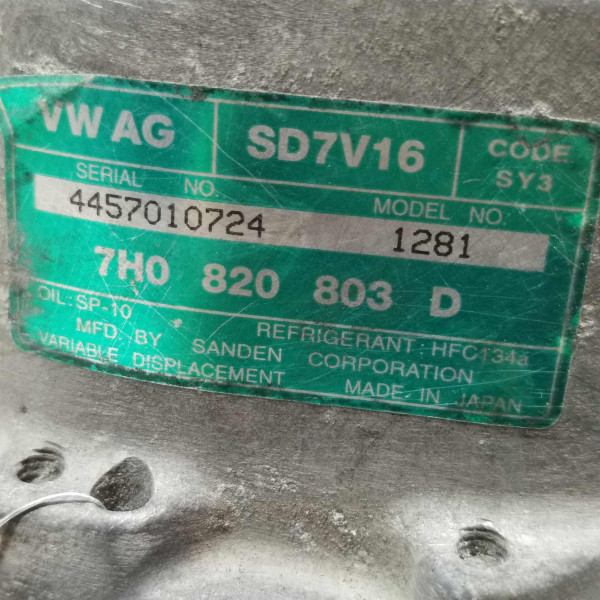 VW AG SD7V16 CODE SY3
SERIAL NO. MODEL NO.
4457010724 1281
7H0 820 803 D
OIL: SP-10 REFRIGERANT: HFC134a
MFD. BY SANDEN CORPORATION
VARIABLE DISPLACEMENT MADE IN JAPAN